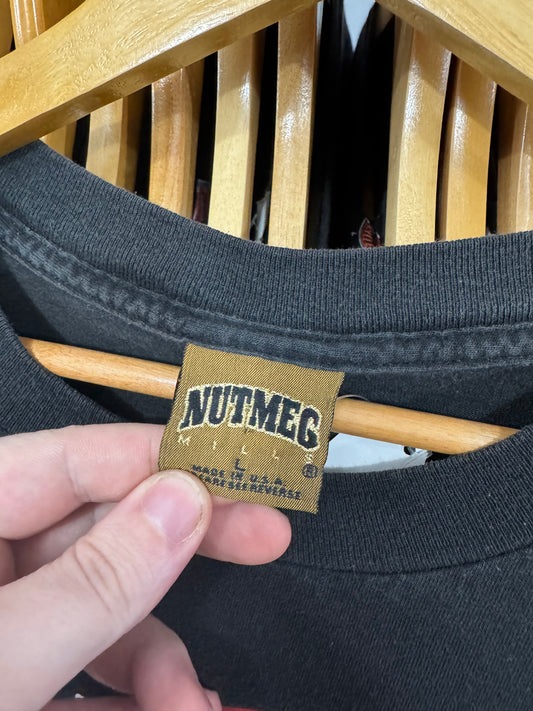 NUTMEG
MILLS
®
L
MADE IN U.S.A.
CARE SEE REVERSE